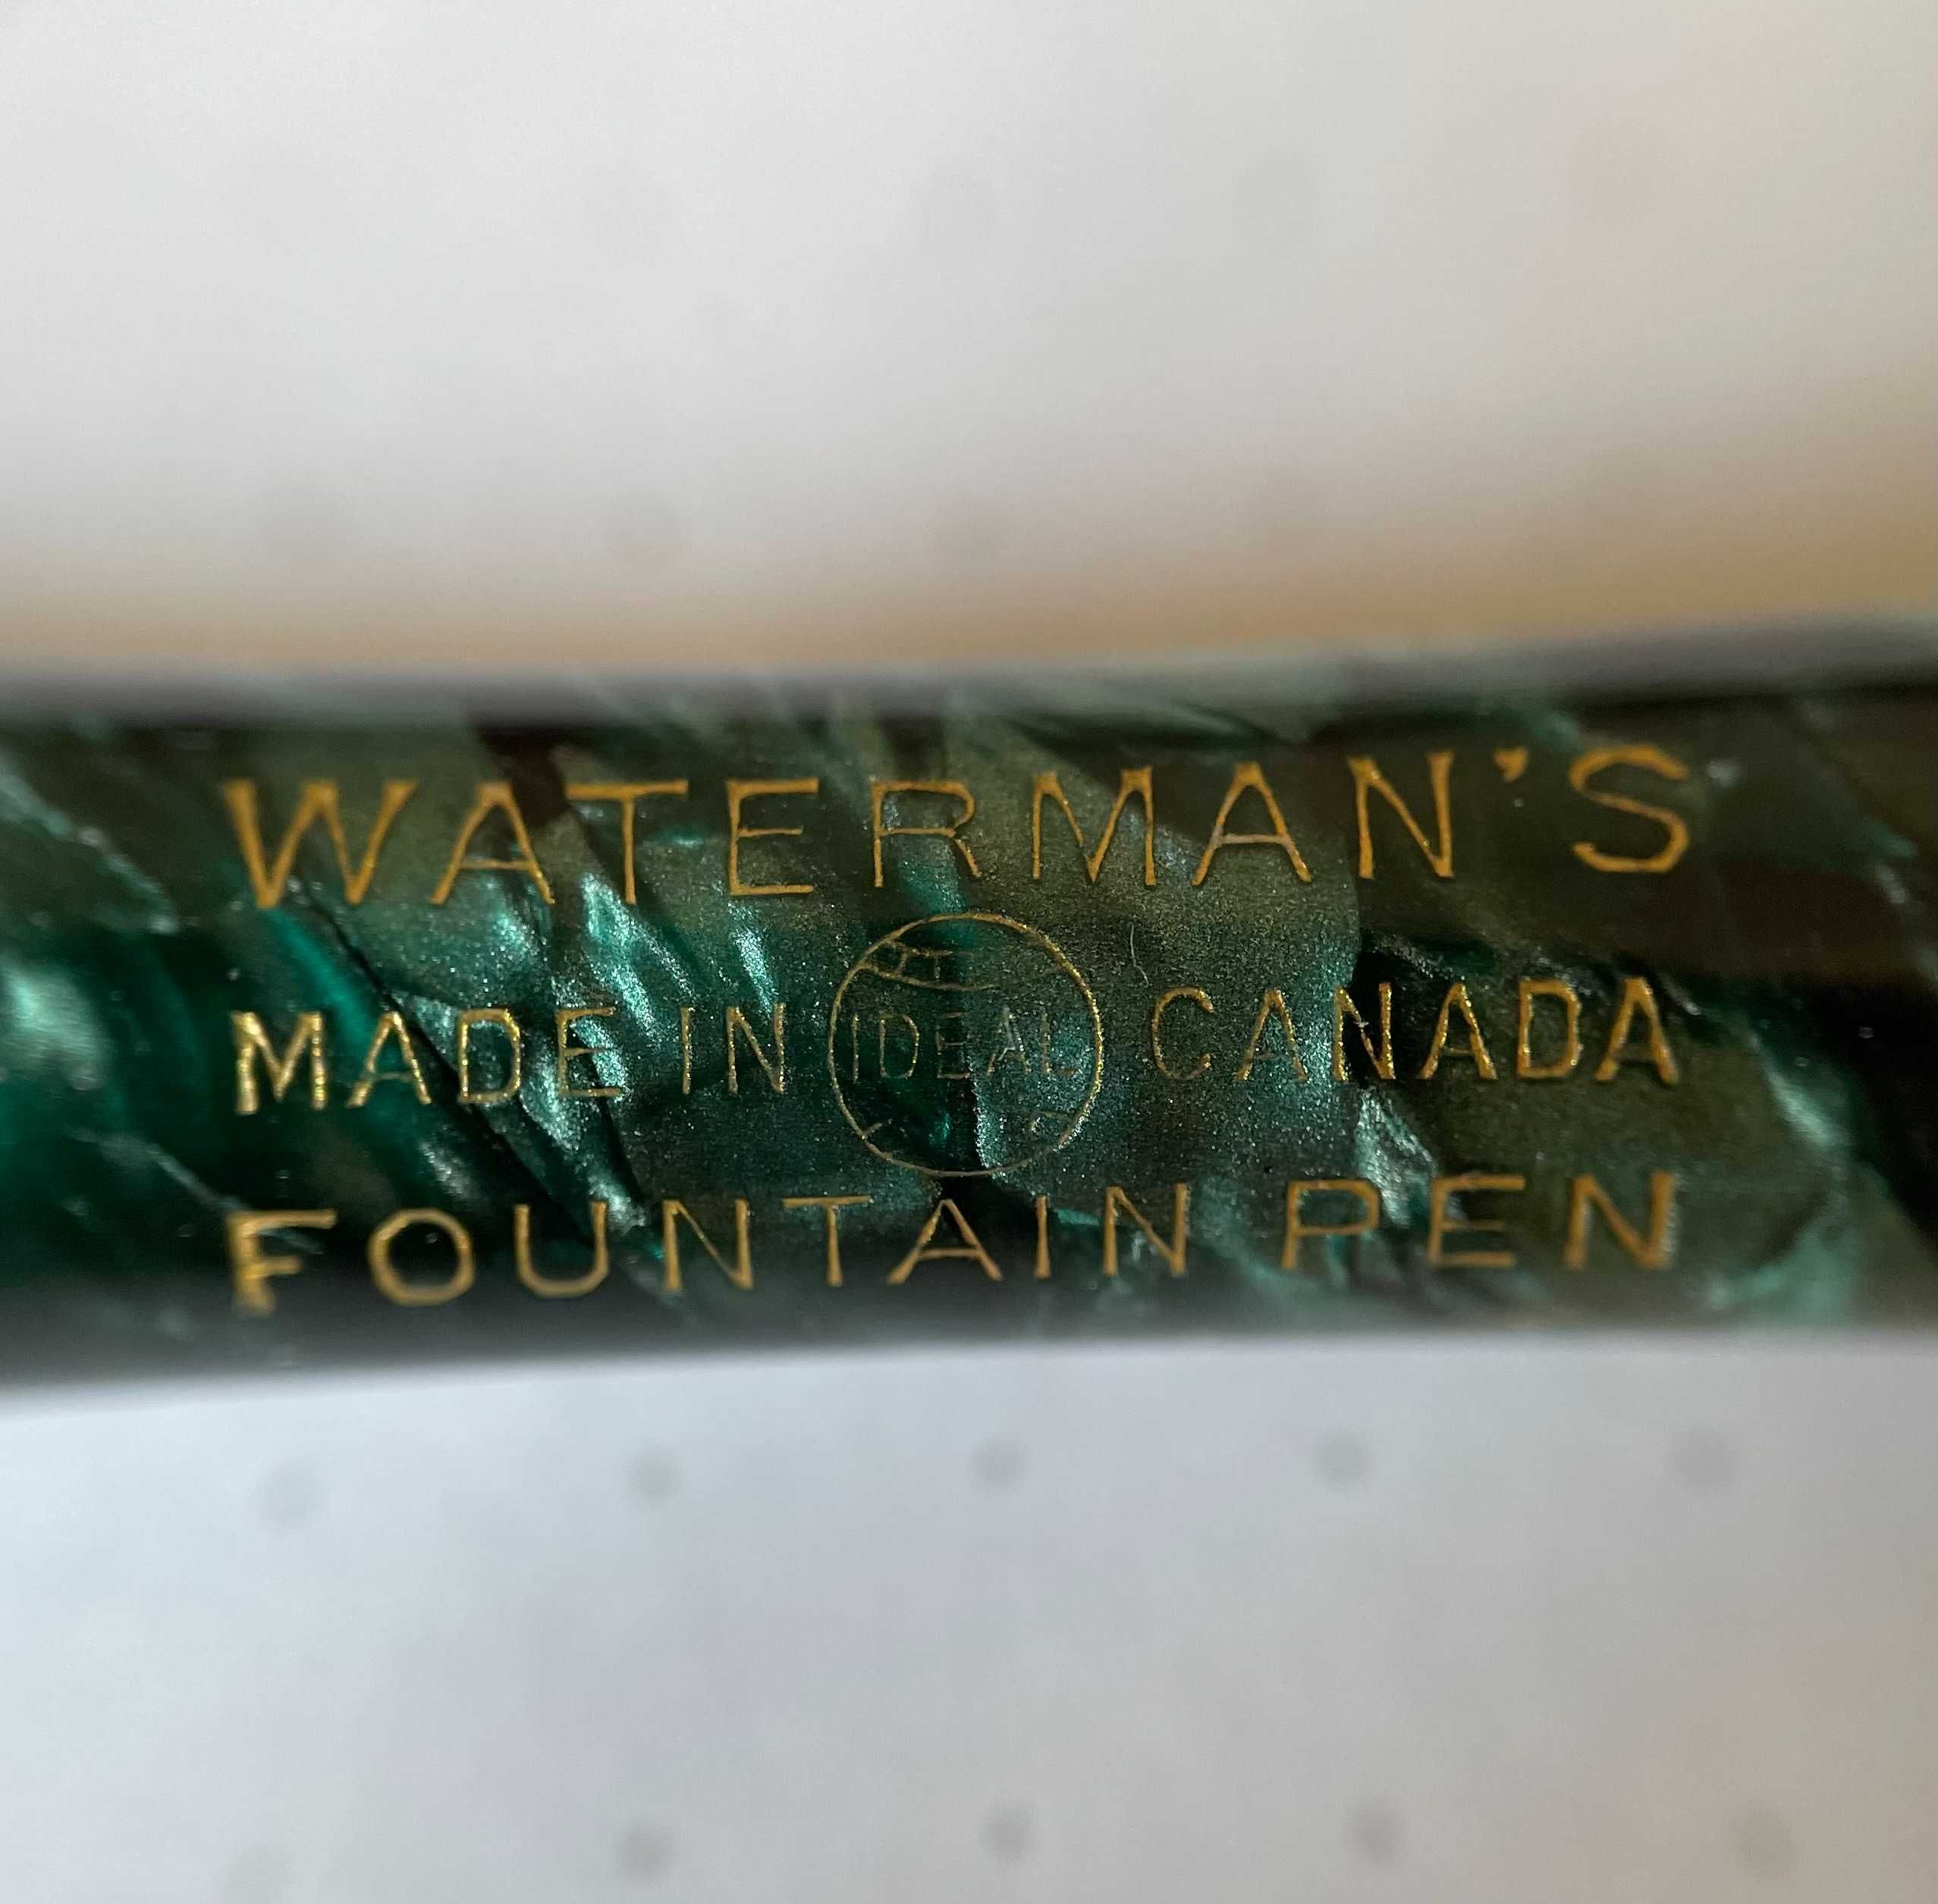 WATERMAN'S
MADE IN IDEAL CANADA
FOUNTAIN PEN